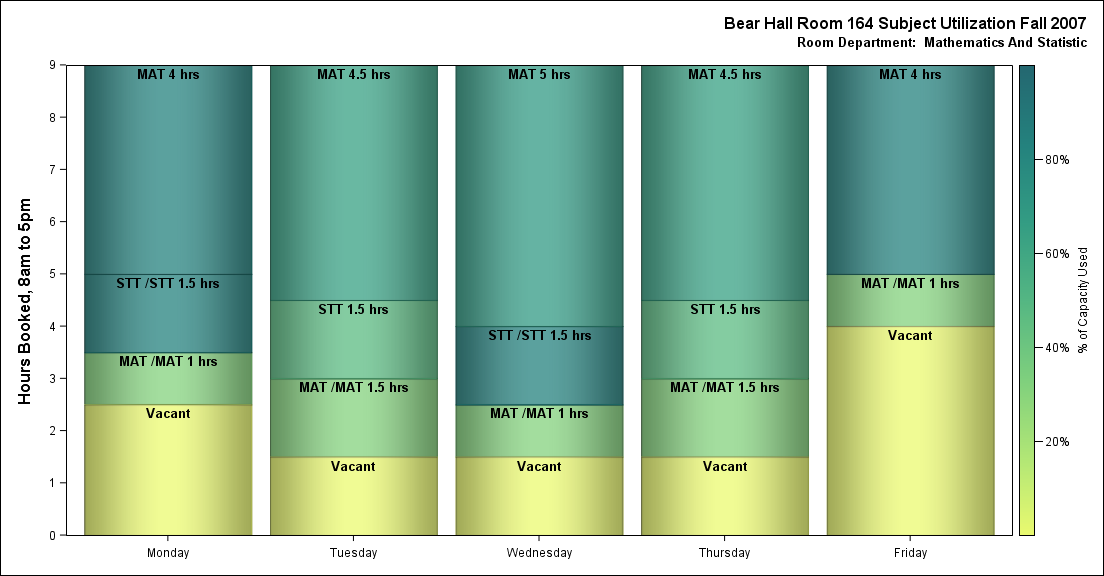 Bear Hall Room 164 Subject Utilization Fall 2007
Room Department:  Mathematics And Statistic
Hours Booked, 8am to 5pm
9
8
7
6
5
4
3
2
1
0
MAT 4 hrs
STT /STT 1.5 hrs
MAT /MAT 1 hrs
Vacant
Monday
MAT 4.5 hrs
STT 1.5 hrs
MAT /MAT 1.5 hrs
Vacant
Tuesday
MAT 5 hrs
STT /STT 1.5 hrs
MAT /MAT 1 hrs
Vacant
Wednesday
MAT 4.5 hrs
STT 1.5 hrs
MAT /MAT 1.5 hrs
Vacant
Thursday
MAT 4 hrs
MAT /MAT 1 hrs
Vacant
Friday
80%
60%
40%
20%
% of Capacity Used